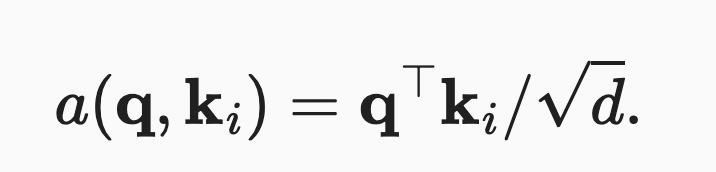 a(𝐪, 𝐤ᵢ) = 𝐪⊤𝐤ᵢ/√d.